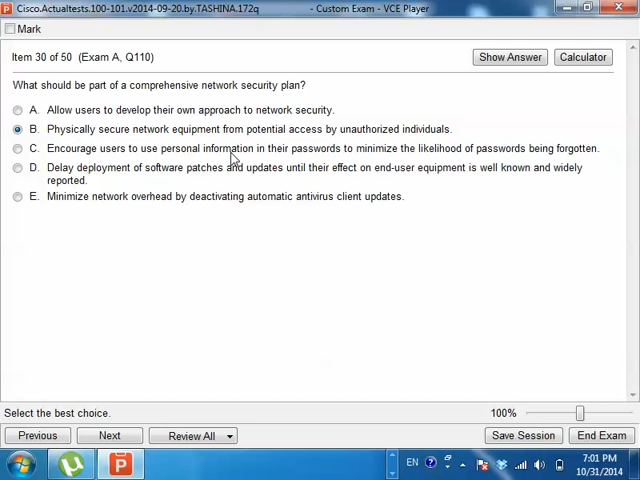 Cisco.Actualtests.100-101.v2014-09-20.by.TASHINA.172q - Custom Exam - VCE Player
Mark
Item 30 of 50 (Exam A, Q110)
Show Answer
Calculator
What should be part of a comprehensive network security plan?
A. Allow users to develop their own approach to network security.
B. Physically secure network equipment from potential access by unauthorized individuals.
C. Encourage users to use personal information in their passwords to minimize the likelihood of passwords being forgotten.
D. Delay deployment of software patches and updates until their effect on end-user equipment is well known and widely
reported.
E. Minimize network overhead by deactivating automatic antivirus client updates.
Select the best choice.
100%
Previous
Next
Review All
Save Session
End Exam
EN
7:01 PM
10/31/2014